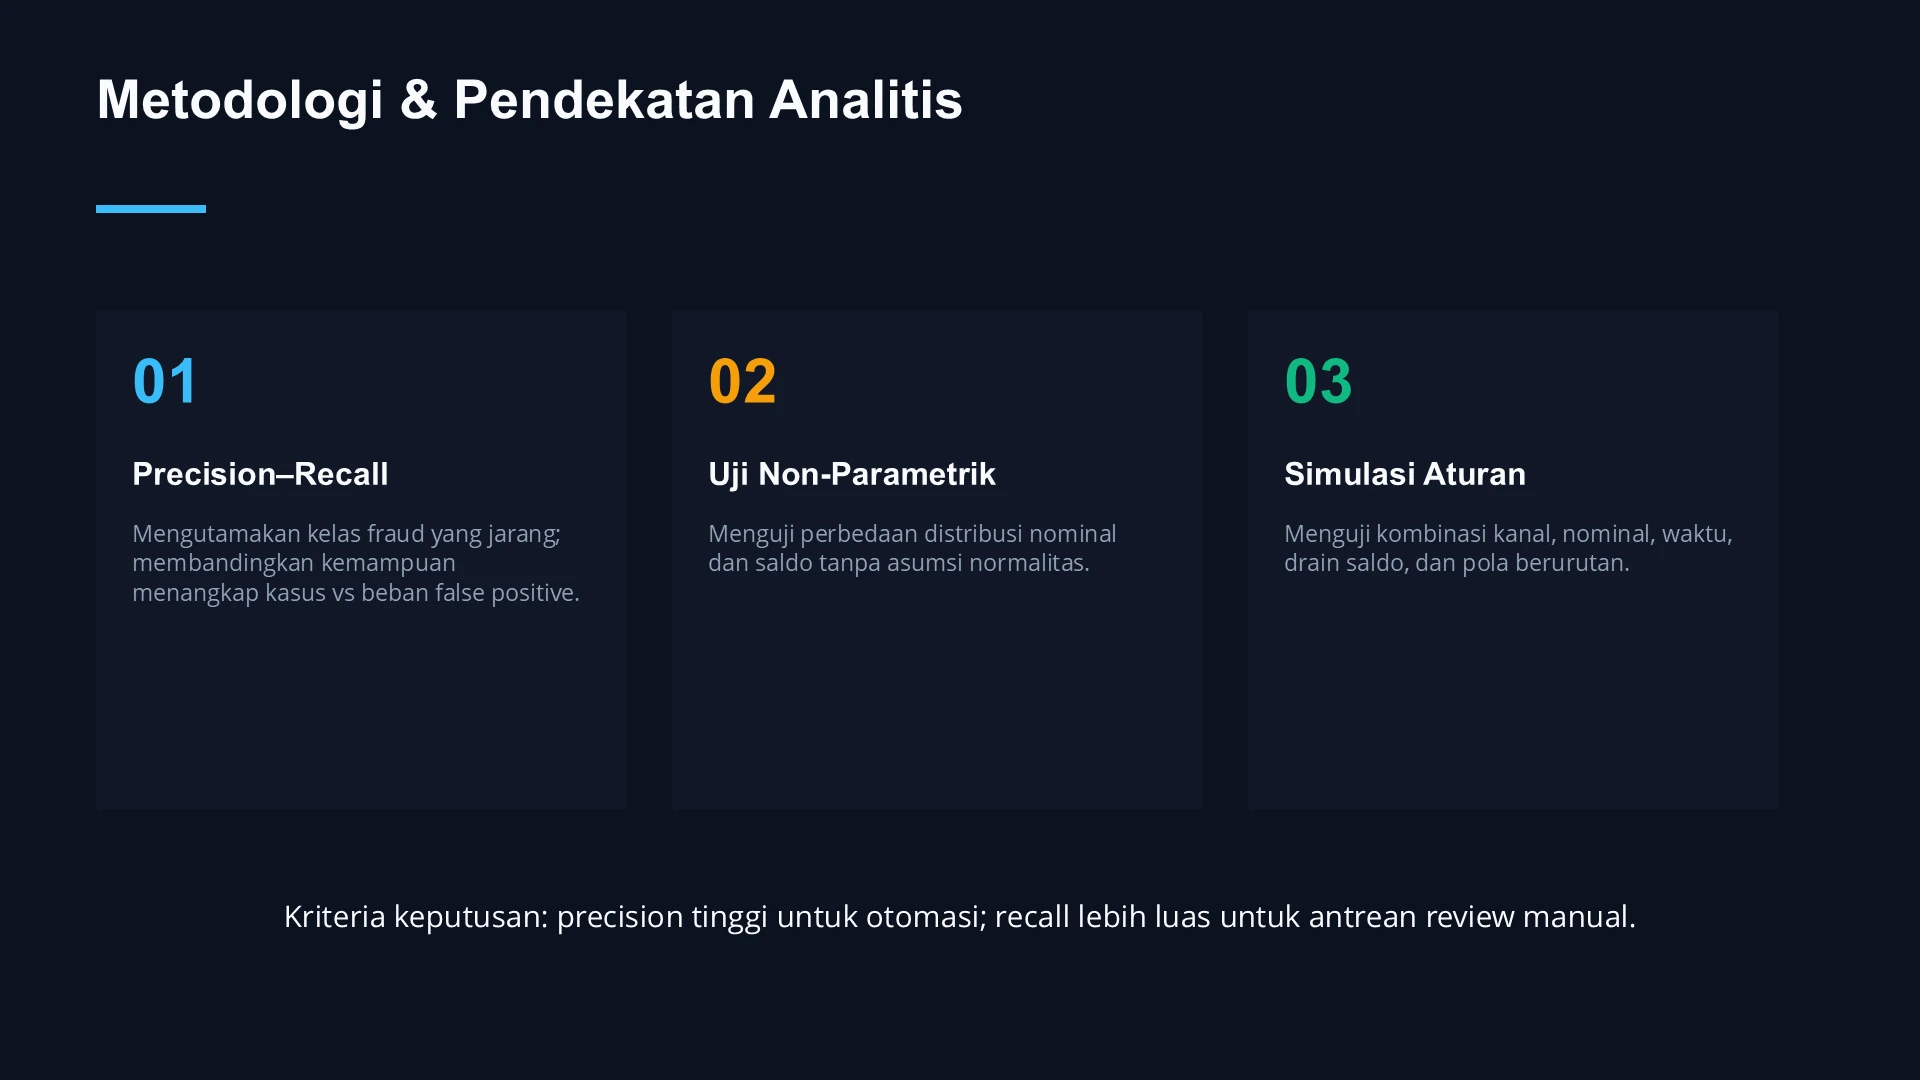 Metodologi & Pendekatan Analitis
01
Precision–Recall
Mengutamakan kelas fraud yang jarang;
membandingkan kemampuan
menangkap kasus vs beban false positive.
02
Uji Non-Parametrik
Menguji perbedaan distribusi nominal
dan saldo tanpa asumsi normalitas.
03
Simulasi Aturan
Menguji kombinasi kanal, nominal, waktu,
drain saldo, dan pola berurutan.
Kriteria keputusan: precision tinggi untuk otomasi; recall lebih luas untuk antrean review manual.